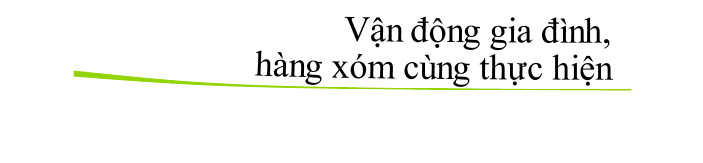 Vận động gia đình,
hàng xóm cùng thực hiện